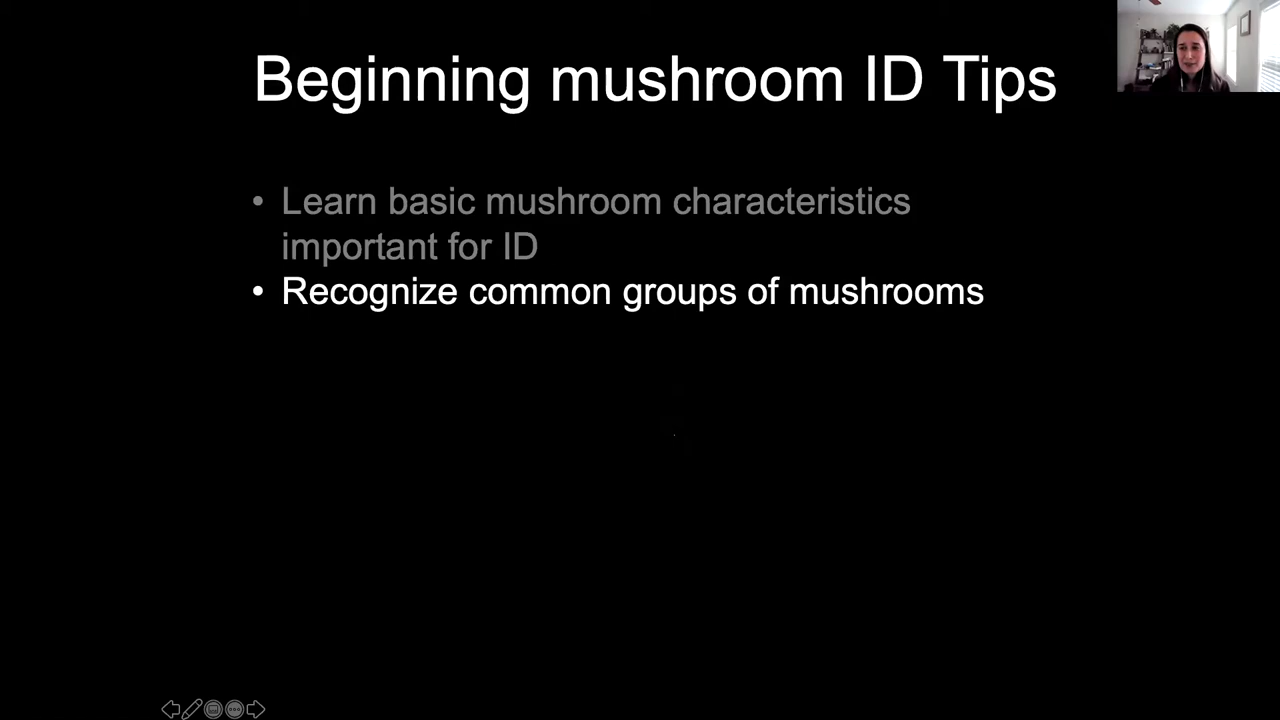 Beginning mushroom ID Tips
• Learn basic mushroom characteristics
important for ID
• Recognize common groups of mushrooms